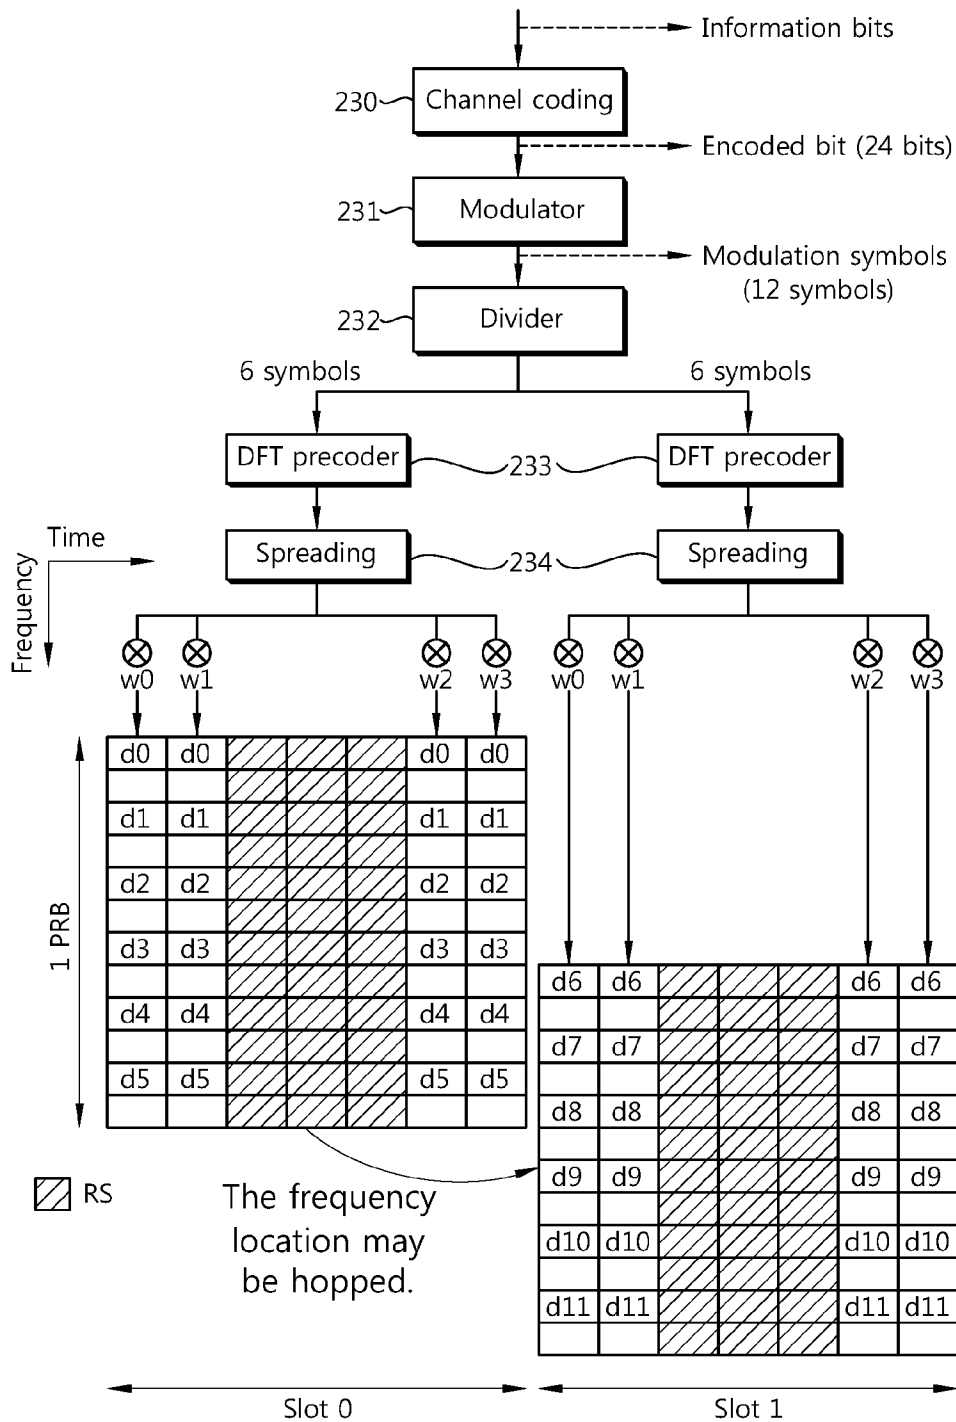 Information bits
230
Channel coding
Encoded bit (24 bits)
231
Modulator
Modulation symbols
(12 symbols)
232
Divider
6 symbols
6 symbols
DFT precoder
233
DFT precoder
Time
Frequency
Spreading
234
Spreading
w0 w1 w2 w3
w0 w1 w2 w3
d0 d0 d0 d0
d1 d1 d1 d1
d2 d2 d2 d2
d3 d3 d3 d3
d4 d4 d4 d4
d5 d5 d5 d5
1 PRB
d6 d6 d6 d6
d7 d7 d7 d7
d8 d8 d8 d8
d9 d9 d9 d9
d10 d10 d10 d10
d11 d11 d11 d11
RS
The frequency
location may
be hopped.
Slot 0
Slot 1